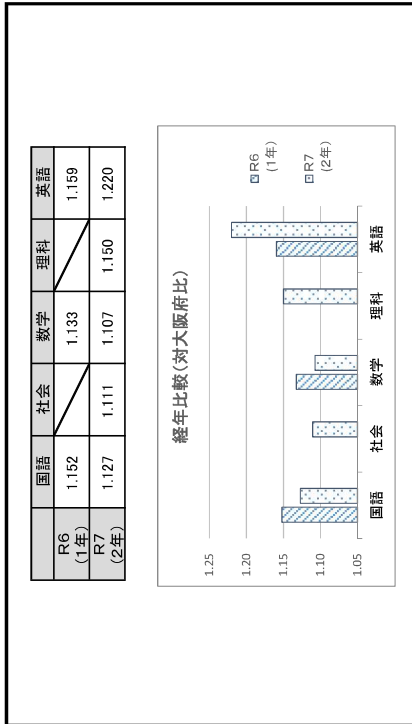 国語 社会 数学 理科 英語
R6
(1年) 1.152 1.133 1.159
R7
(2年) 1.127 1.111 1.107 1.150 1.220
経年比較(対大阪府比)
1.25
1.20
1.15
1.10
1.05
国語 社会 数学 理科 英語
R6
(1年)
R7
(2年)